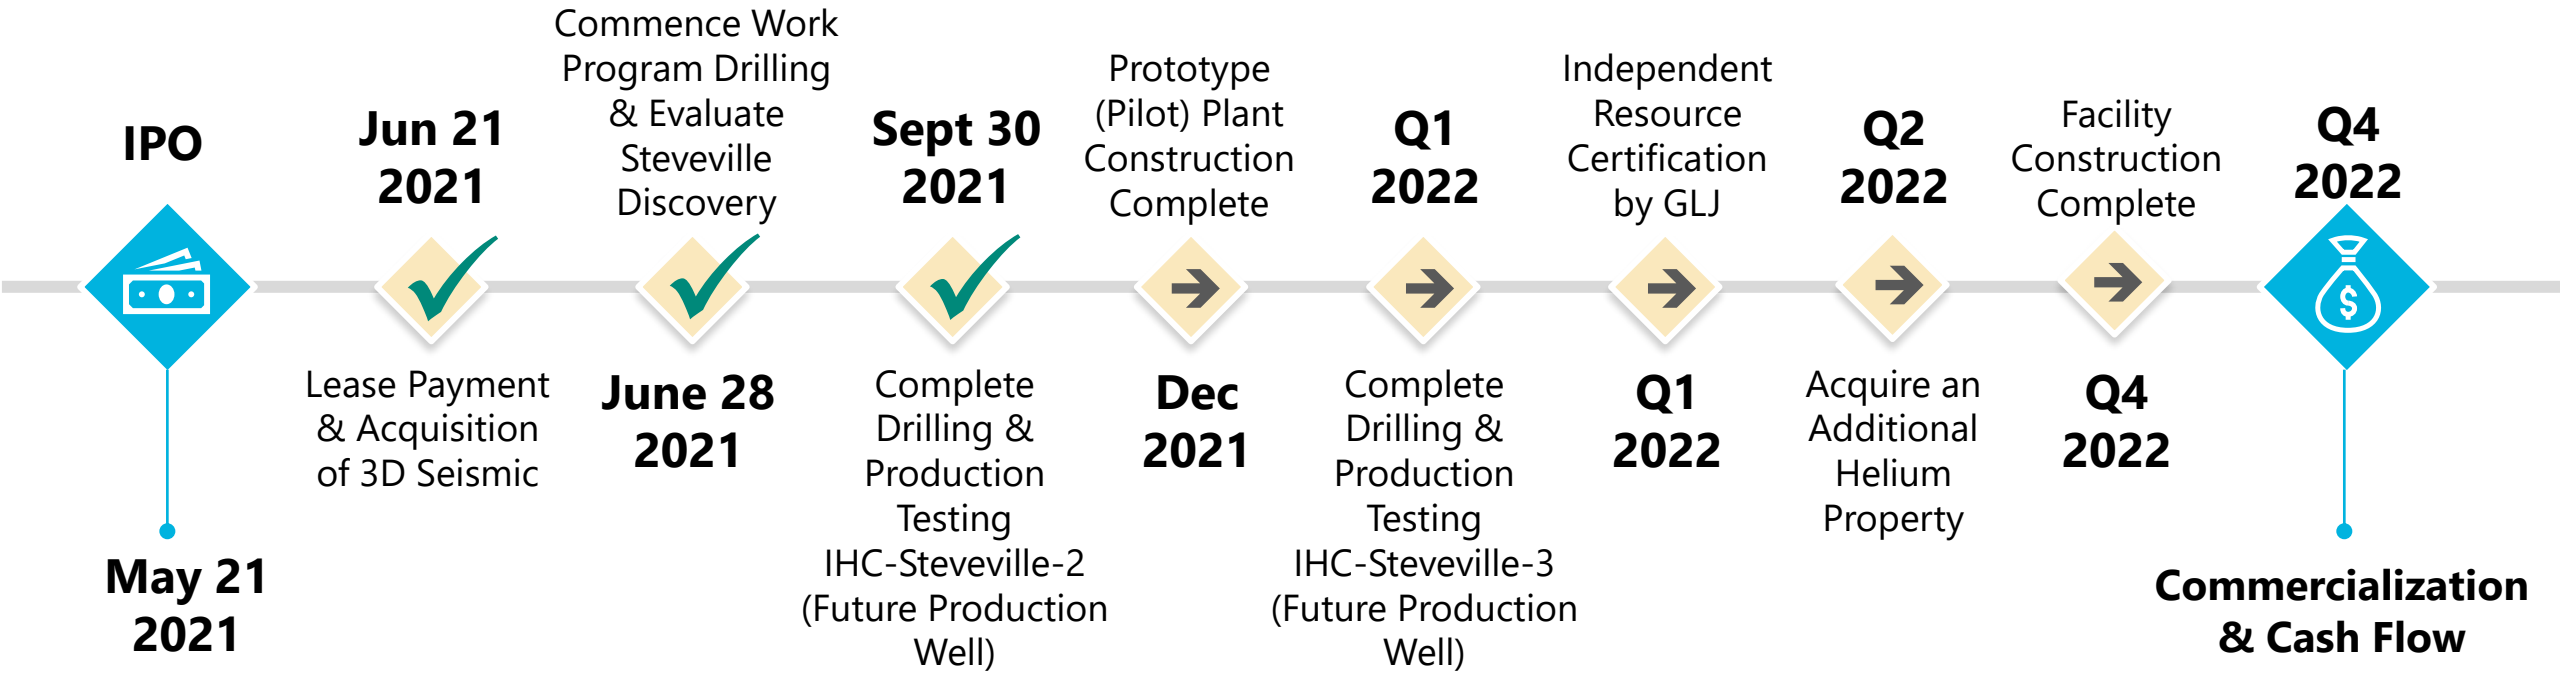 IPO
May 21
2021
Jun 21
2021
Lease Payment
& Acquisition
of 3D Seismic
Commence Work
Program Drilling
& Evaluate
Steveville
Discovery
June 28
2021
Sept 30
2021
Complete
Drilling &
Production
Testing
IHC-Steveville-2
(Future Production
Well)
Prototype
(Pilot) Plant
Construction
Complete
Dec
2021
Q1
2022
Complete
Drilling &
Production
Testing
IHC-Steveville-3
(Future Production
Well)
Independent
Resource
Certification
by GLJ
Q1
2022
Q2
2022
Acquire an
Additional
Helium
Property
Facility
Construction
Complete
Q4
2022
Q4
2022
$
Commercialization
& Cash Flow